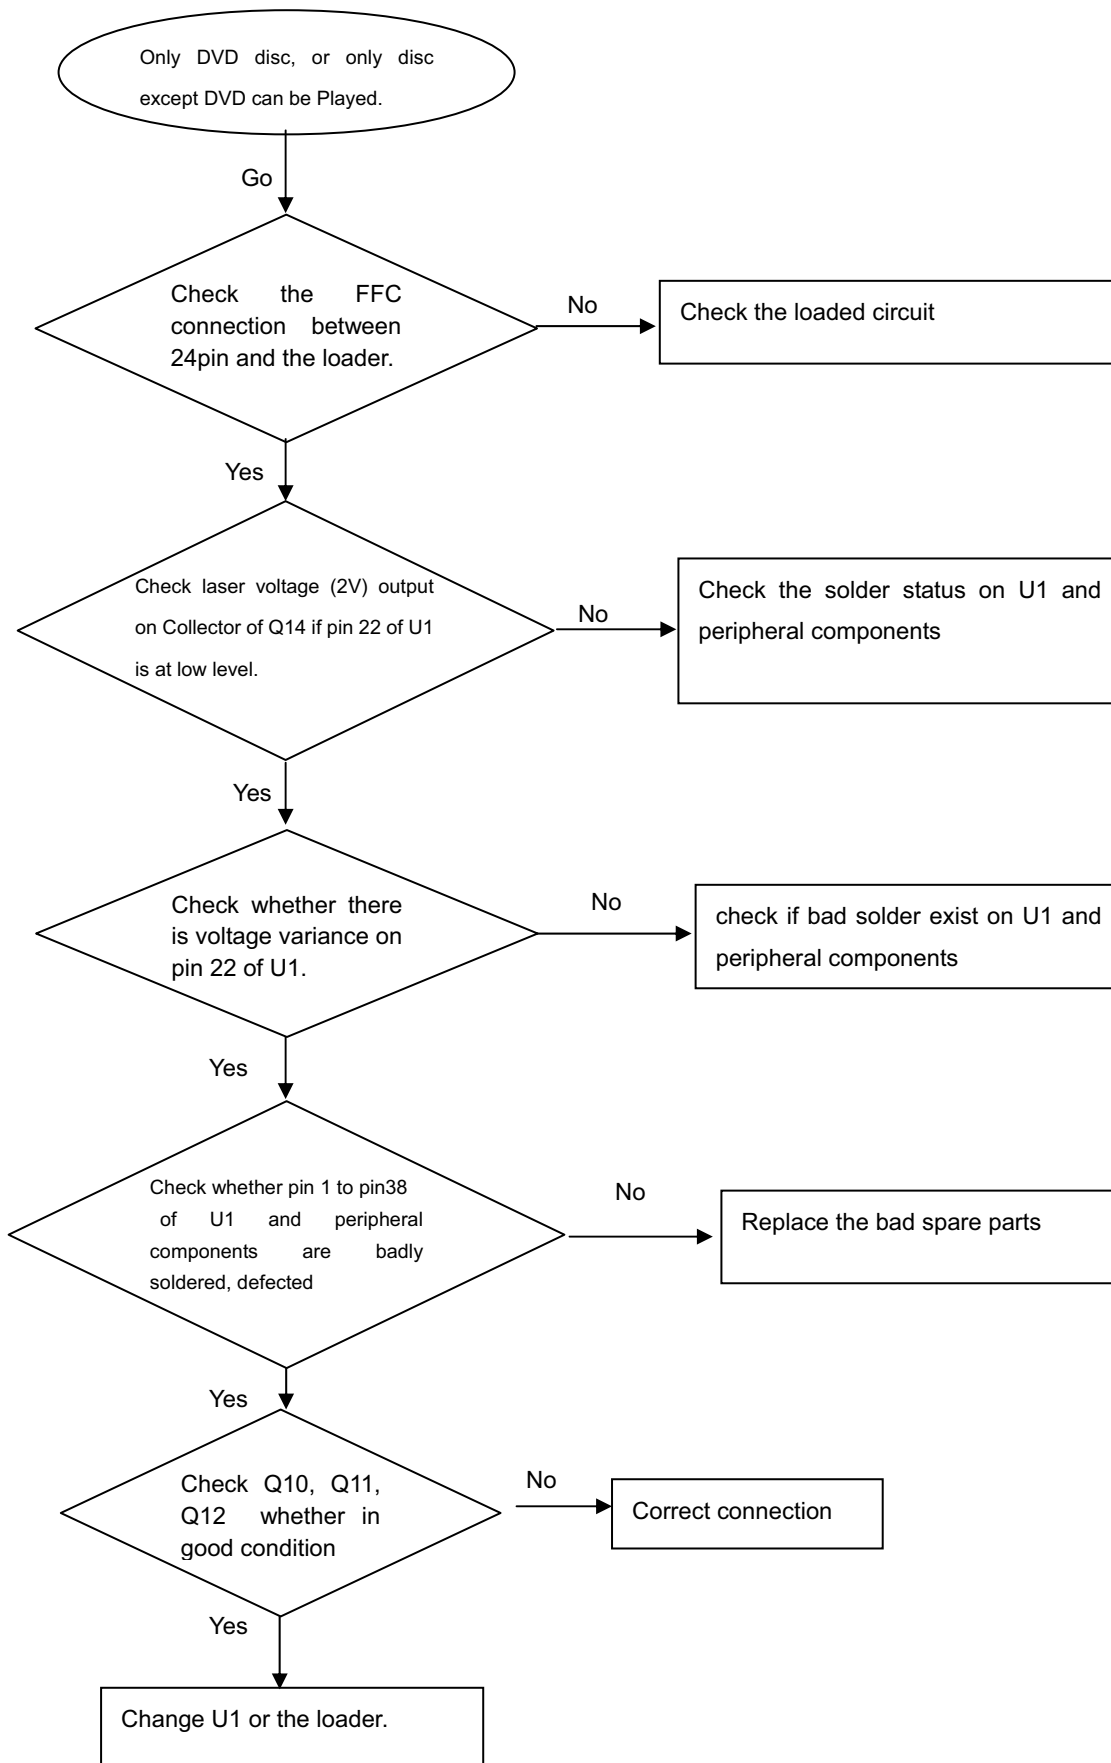 Only DVD disc, or only disc
except DVD can be Played.
Go
Check the FFC
connection between
24pin and the loader.
No
Check the loaded circuit
Yes
Check laser voltage (2V) output
on Collector of Q14 if pin 22 of U1
is at low level.
No
Check the solder status on U1 and
peripheral components
Yes
Check whether there
is voltage variance on
pin 22 of U1.
No
check if bad solder exist on U1 and
peripheral components
Yes
Check whether pin 1 to pin38
of U1 and peripheral
components are badly
soldered, defected
No
Replace the bad spare parts
Yes
Check Q10, Q11,
Q12 whether in
good condition
No
Correct connection
Yes
Change U1 or the loader.